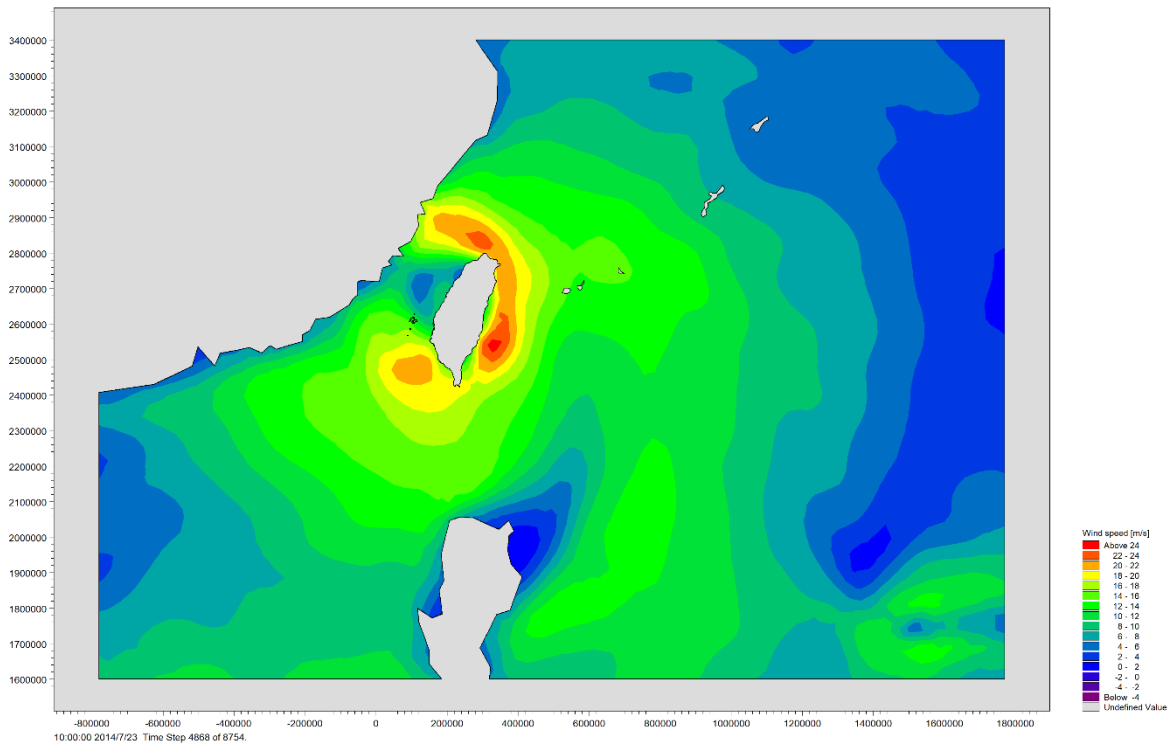 3400000
3300000
3200000
3100000
3000000
2900000
2800000
2700000
2600000
2500000
2400000
2300000
2200000
2100000
2000000
1900000
1800000
1700000
1600000
-800000 -600000 -400000 -200000 0 200000 400000 600000 800000 1000000 1200000 1400000 1600000 1800000
10:00:00 2014/7/23 Time Step 4868 of 8754.
Wind speed [m/s]
Above 24
22 - 24
20 - 22
18 - 20
16 - 18
14 - 16
12 - 14
10 - 12
8 - 10
6 - 8
4 - 6
2 - 4
0 - 2
-2 - 0
-4 - -2
Below -4
Undefined Value